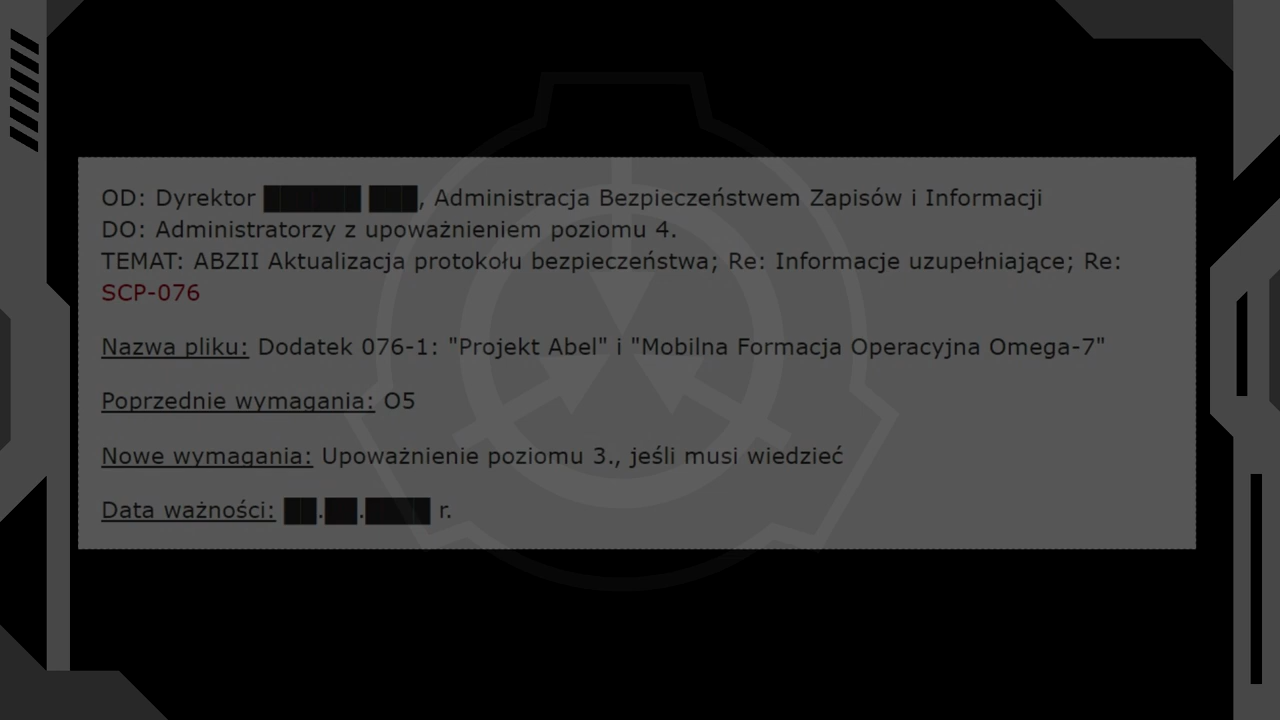 OD: Dyrektor ██████ ███, Administracja Bezpieczeństwem Zapisów i Informacji
DO: Administratorzy z upoważnieniem poziomu 4.
TEMAT: ABZII Aktualizacja protokołu bezpieczeństwa; Re: Informacje uzupełniające; Re:
SCP-076
Nazwa pliku: Dodatek 076-1: "Projekt Abel" i "Mobilna Formacja Operacyjna Omega-7"
Poprzednie wymagania: O5
Nowe wymagania: Upoważnienie poziomu 3., jeśli musi wiedzieć
Data ważności: ██.██.████ r.